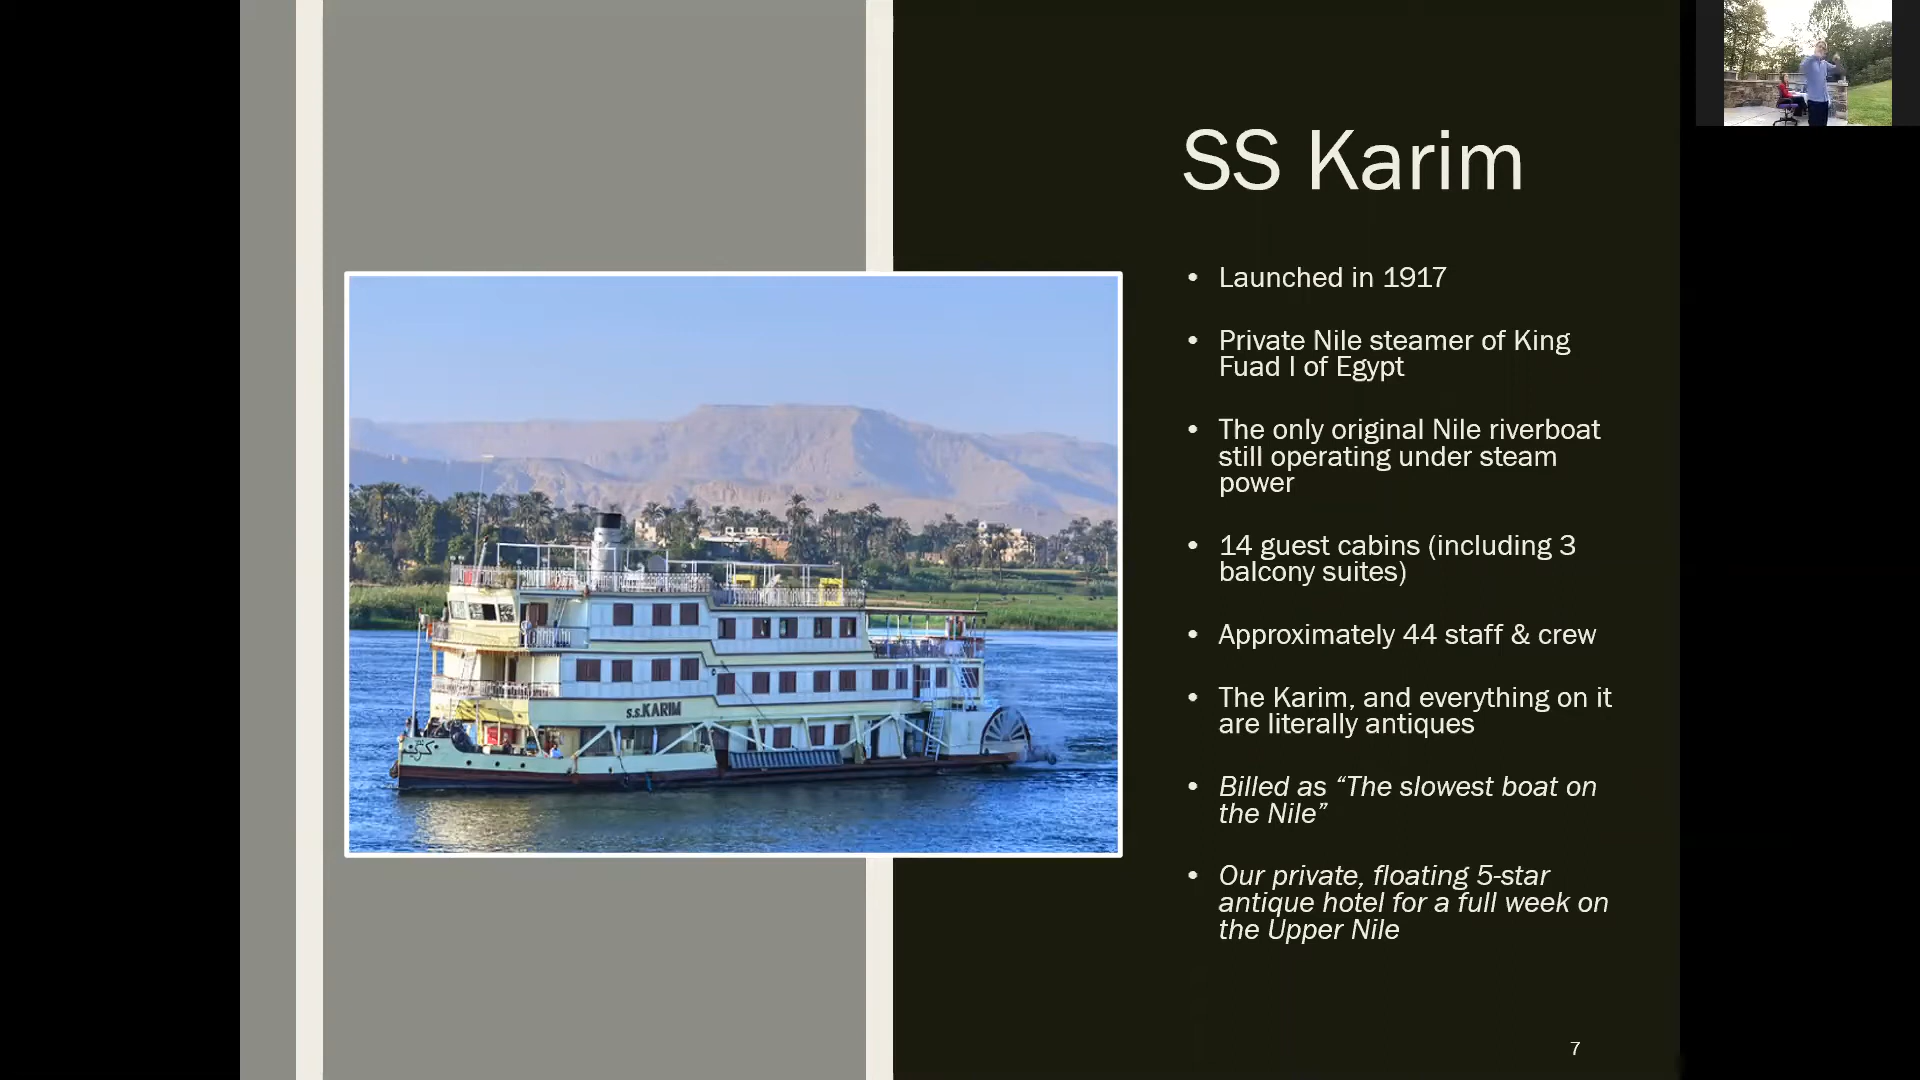 SS Karim
• Launched in 1917
• Private Nile steamer of King
Fuad I of Egypt
• The only original Nile riverboat
still operating under steam
power
• 14 guest cabins (including 3
balcony suites)
• Approximately 44 staff & crew
• The Karim, and everything on it
are literally antiques
• Billed as “The slowest boat on
the Nile”
• Our private, floating 5-star
antique hotel for a full week on
the Upper Nile
s.s.KARIM
7